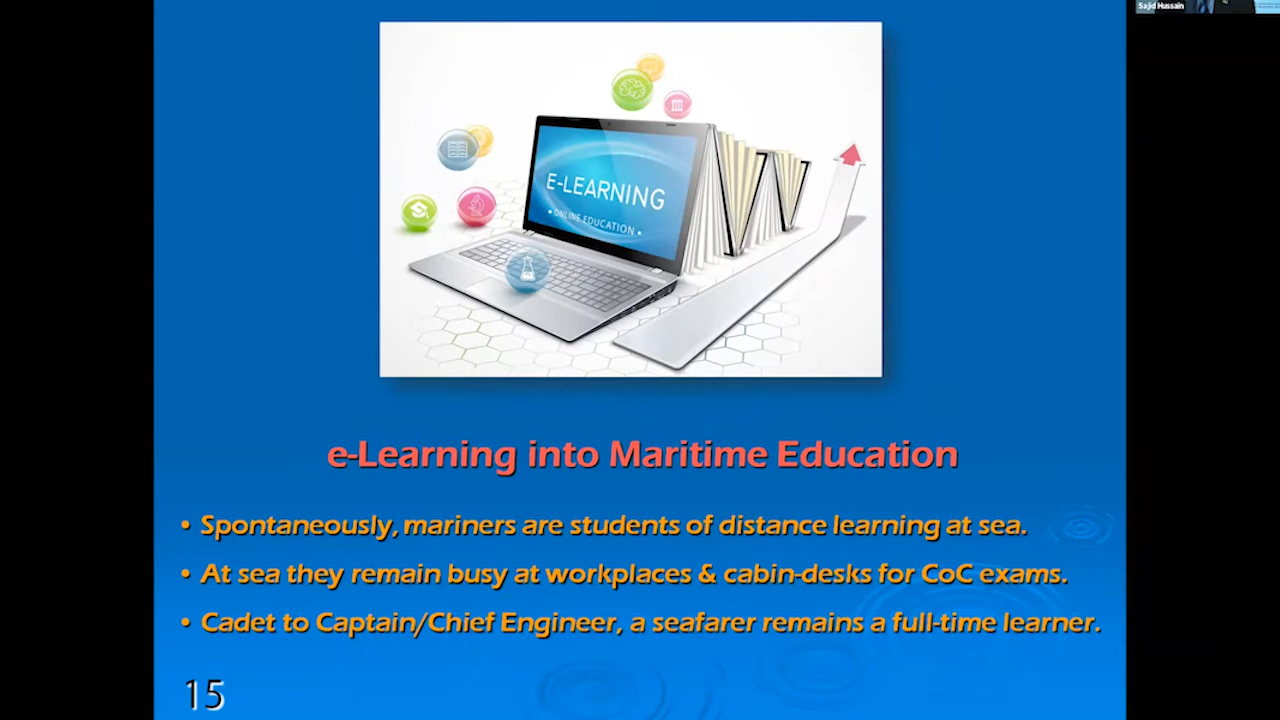 Sajid Hussain
E-LEARNING
• ONLINE EDUCATION •
e-Learning into Maritime Education
• Spontaneously, mariners are students of distance learning at sea.
• At sea they remain busy at workplaces & cabin-desks for CoC exams.
• Cadet to Captain/Chief Engineer, a seafarer remains a full-time learner.
15